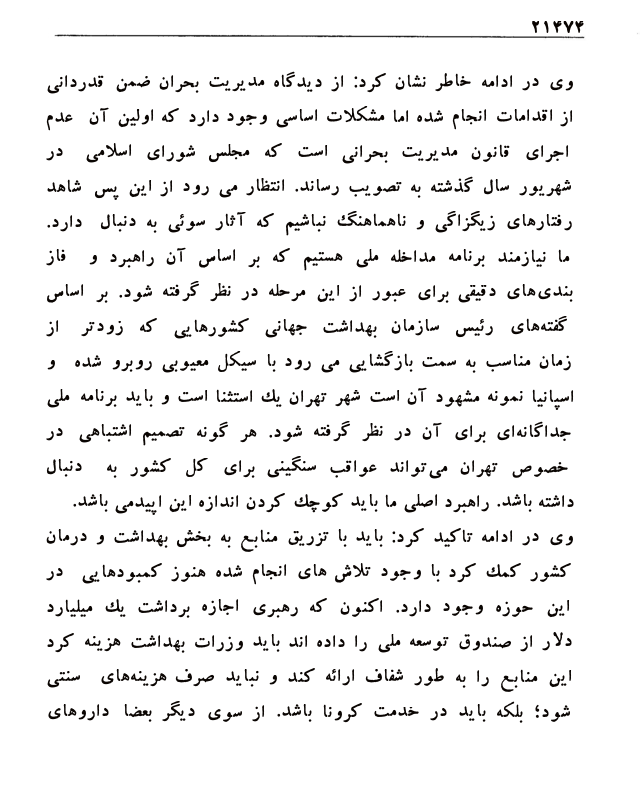 ۲۱۴۷۴
وی در ادامه خاطر نشان کرد: از دیدگاه مدیریت بحران ضمن قدردانی
از اقدامات انجام شده اما مشکلات اساسی وجود دارد که اولین آن عدم
اجرای قانون مدیریت بحرانی است که مجلس شورای اسلامی در
شهریور سال گذشته به تصویب رساند. انتظار می رود از این پس شاهد
رفتارهای زیگزاگی و ناهماهنگ نباشیم که آثار سوئی به دنبال دارد.
ما نیازمند برنامه مداخله ملی هستیم که بر اساس آن راهبرد و فاز
بندی‌های دقیقی برای عبور از این مرحله در نظر گرفته شود. بر اساس
گفته‌های رئیس سازمان بهداشت جهانی کشورهایی که زودتر از
زمان مناسب به سمت بازگشایی می رود با سیکل معیوبی روبرو شده و
اسپانیا نمونه مشهود آن است شهر تهران یك استثنا است و باید برنامه ملی
جداگانه‌ای برای آن در نظر گرفته شود. هر گونه تصمیم اشتباهی در
خصوص تهران می‌تواند عواقب سنگینی برای کل کشور به دنبال
داشته باشد. راهبرد اصلی ما باید کوچك کردن اندازه این اپیدمی باشد.
وی در ادامه تاکید کرد: باید با تزریق منابع به بخش بهداشت و درمان
کشور کمك کرد با وجود تلاش های انجام شده هنوز کمبودهایی در
این حوزه وجود دارد. اکنون که رهبری اجازه برداشت یك میلیارد
دلار از صندوق توسعه ملی را داده اند باید وزرات بهداشت هزینه کرد
این منابع را به طور شفاف ارائه کند و نباید صرف هزینه‌های سنتی
شود؛ بلکه باید در خدمت کرونا باشد. از سوی دیگر بعضا داروهای